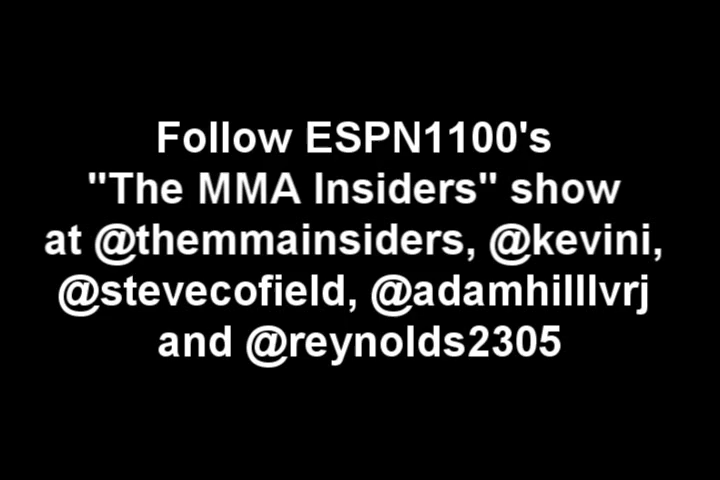 Follow ESPN1100's
"The MMA Insiders" show
at @themmainsiders, @kevini,
@stevecofield, @adamhilllvrj
and @reynolds2305